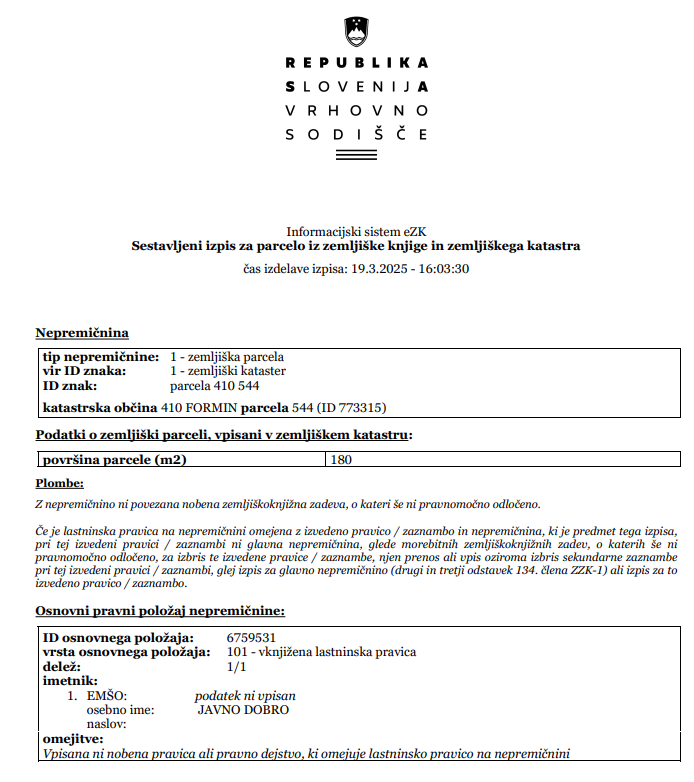 REPUBLIKA
SLOVENIJA
VRHOVNO
SODIŠČE
Informacijski sistem eZK
Sestavljeni izpis za parcelo iz zemljiške knjige in zemljiškega katastra
čas izdelave izpisa: 19.3.2025 - 16:03:30
Nepremičnina
tip nepremičnine: 1 - zemljiška parcela
vir ID znaka: 1 - zemljiški kataster
ID znak: parcela 410 544
katastrska občina 410 FORMIN parcela 544 (ID 773315)
Podatki o zemljiški parceli, vpisani v zemljiškem katastru:
površina parcele (m2) 180
Plombe:
Z nepremičnino ni povezana nobena zemljiškoknjižna zadeva, o kateri še ni pravnomočno odločeno.
Če je lastninska pravica na nepremičnini omejena z izvedeno pravico / zaznambo in nepremičnina, ki je predmet tega izpisa,
pri tej izvedeni pravici / zaznambi ni glavna nepremičnina, glede morebitnih zemljiškoknjižnih zadev, o katerih še ni
pravnomočno odločeno, za izbris te izvedene pravice / zaznambe, njen prenos ali vpis oziroma izbris sekundarne zaznambe
pri tej izvedeni pravici / zaznambi, glej izpis za glavno nepremičnino (drugi in tretji odstavek 134. člena ZZK-1) ali izpis za to
izvedeno pravico / zaznambo.
Osnovni pravni položaj nepremičnine:
ID osnovnega položaja: 6759531
vrsta osnovnega položaja: 101 - vknjižena lastninska pravica
delež: 1/1
imetnik:
1. EMŠO: podatek ni vpisan
osebno ime: JAVNO DOBRO
naslov:
omejitve:
Vpisana ni nobena pravica ali pravno dejstvo, ki omejuje lastninsko pravico na nepremičnini